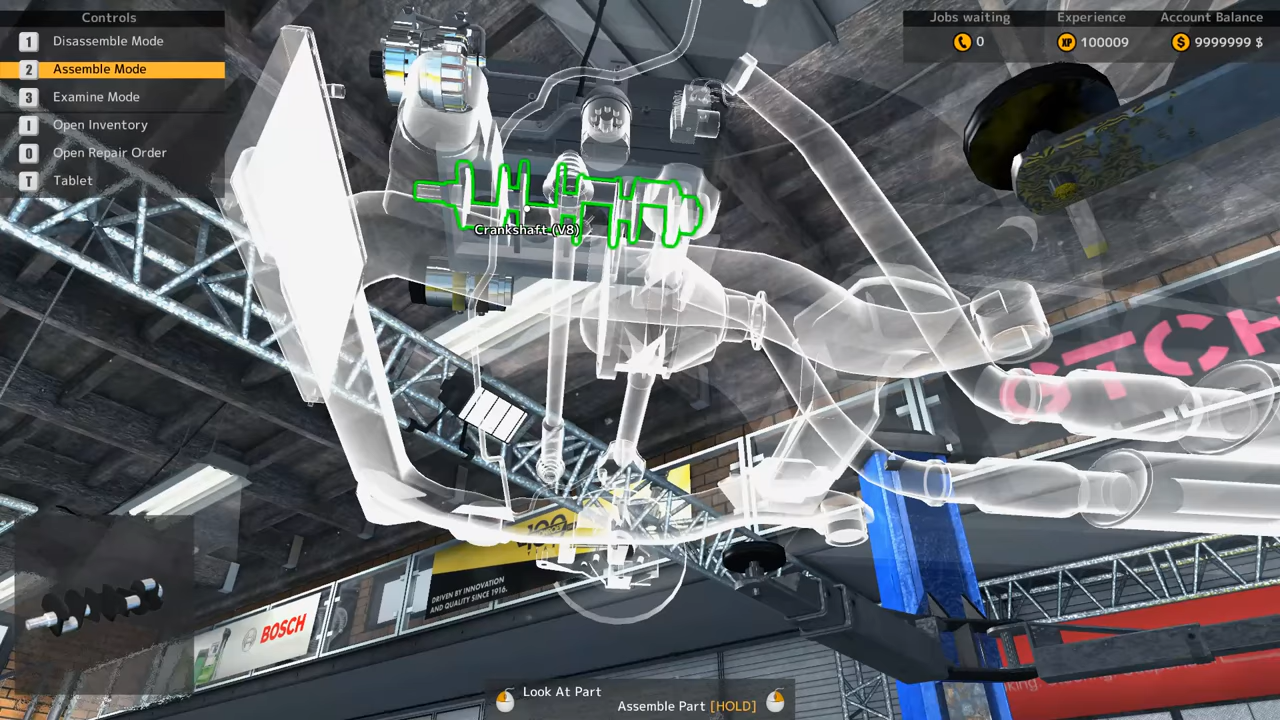 Controls
1 Disassemble Mode
2 Assemble Mode
3 Examine Mode
I Open Inventory
O Open Repair Order
T Tablet
Jobs waiting
0
Experience
XP 100009
Account Balance
$ 9999999 $
Crankshaft (V8)
DRIVEN BY INNOVATION
AND QUALITY SINCE 1916.
BOSCH
Look At Part
Assemble Part [HOLD]